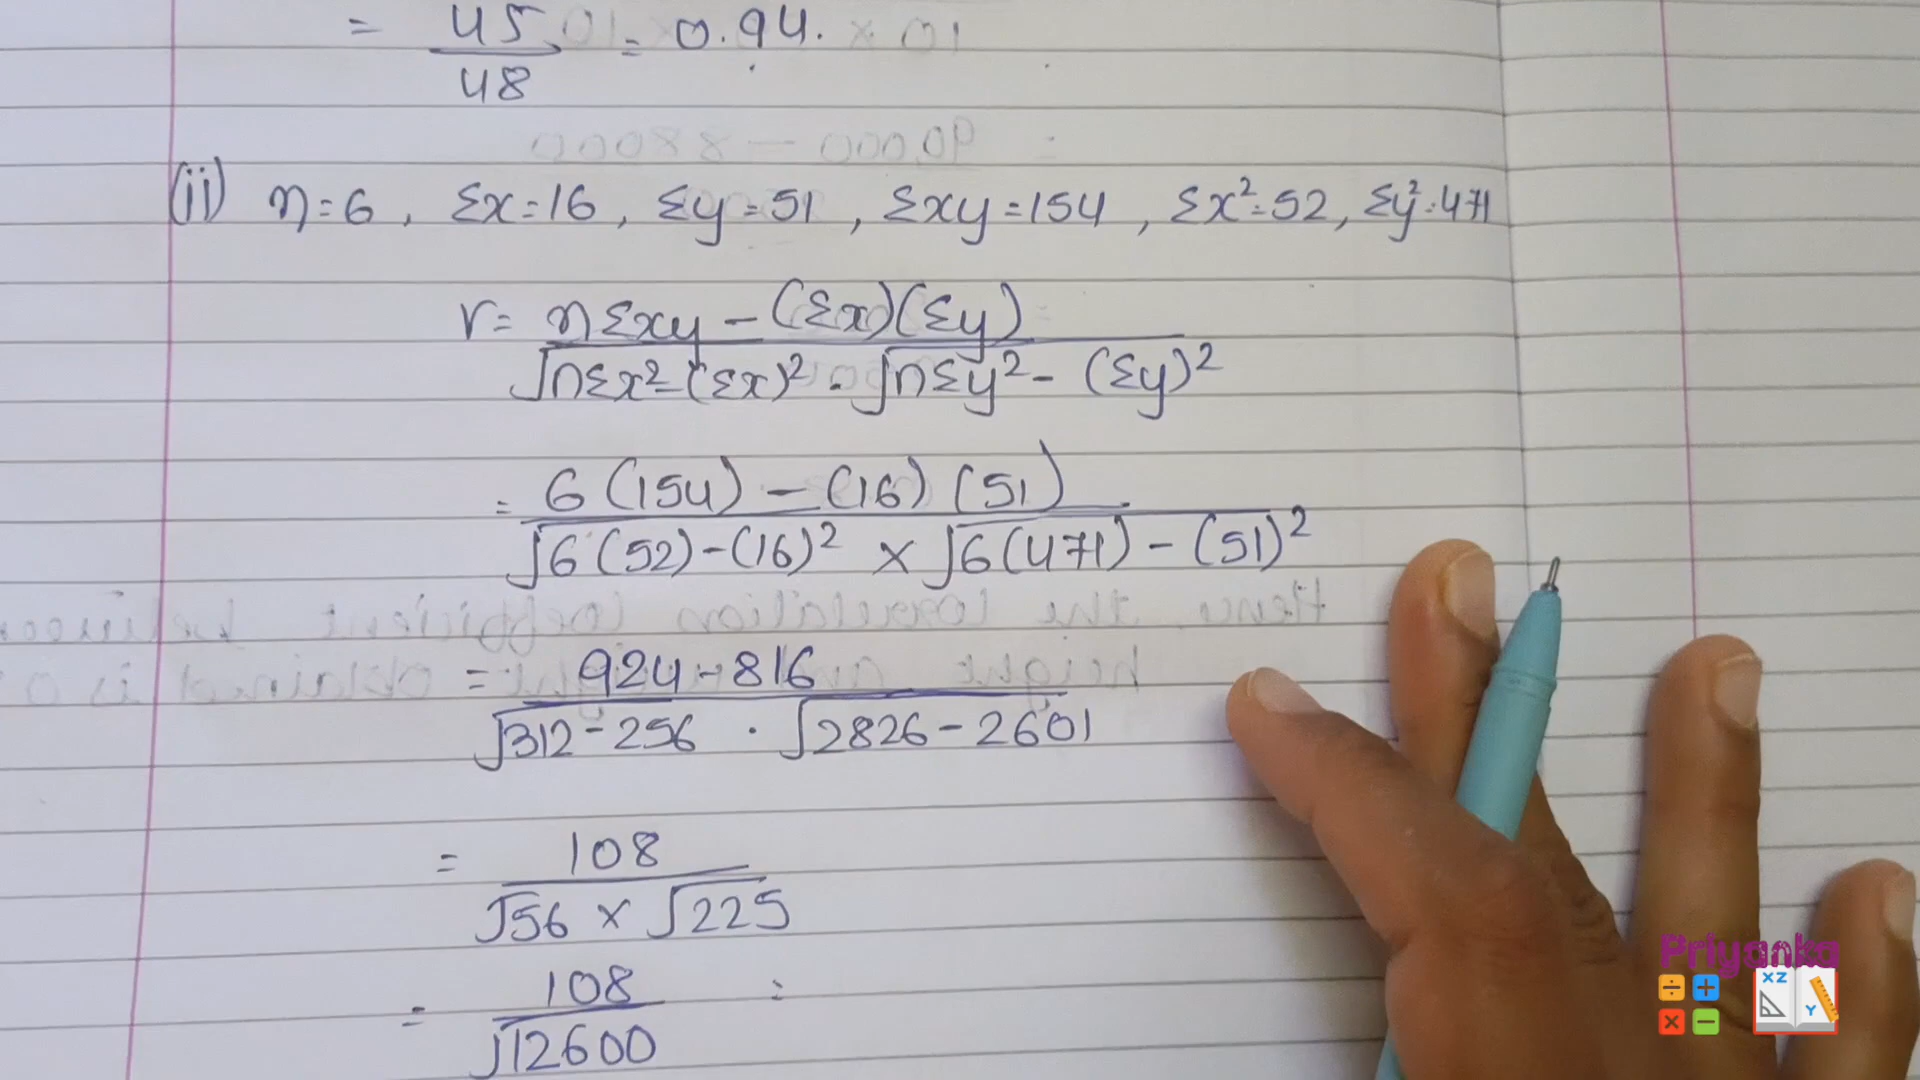 = 45/48 = 0.94.
(ii) n=6, Σx=16, Σy=51, Σxy=154, Σx²=52, Σy²=471
r= nΣxy-(Σx)(Σy)
√nΣx²-(Σx)² . √nΣy²-(Σy)²
= 6(154)-(16)(51)
√6(52)-(16)² × √6(471)-(51)²
= 924-816
√312-256 . √2826-2601
= 108
√56 × √225
= 108 =
√12600
Priyanka
÷ + XZ
× − Y